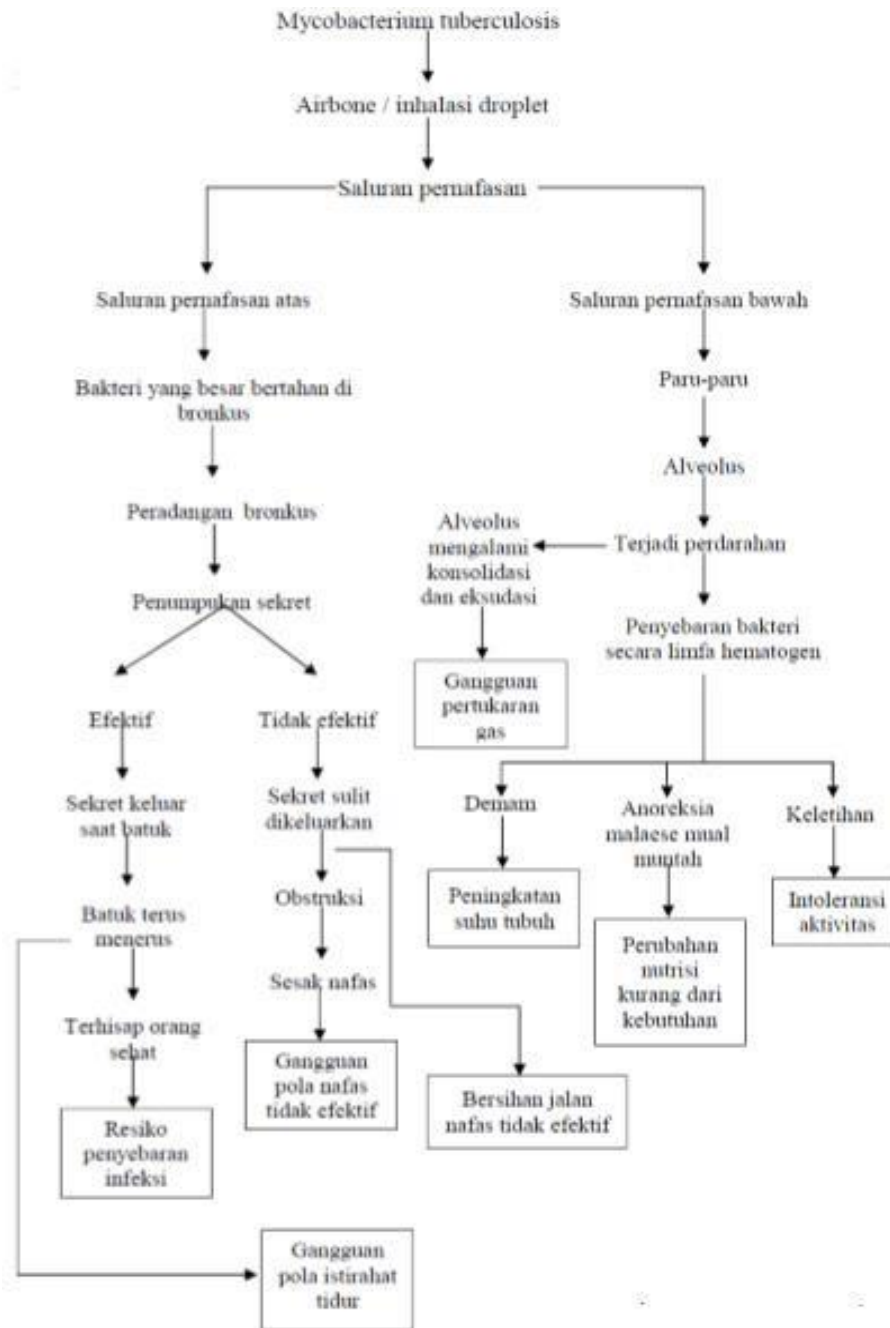 Mycobacterium tuberculosis
Airbone / inhalasi droplet
Saluran pernafasan
Saluran pernafasan atas
Bakteri yang besar bertahan di
bronkus
Peradangan bronkus
Penumpukan sekret
Efektif
Sekret keluar
saat batuk
Batuk terus
menerus
Terhisap orang
sehat
Resiko
penyebaran
infeksi
Gangguan
pola istirahat
tidur
Tidak efektif
Sekret sulit
dikeluarkan
Obstruksi
Sesak nafas
Gangguan
pola nafas
tidak efektif
Bersihan jalan
nafas tidak efektif
Saluran pernafasan bawah
Paru-paru
Alveolus
Terjadi perdarahan
Alveolus
mengalami
konsolidasi
dan eksudasi
Gangguan
pertukaran
gas
Penyebaran bakteri
secara limfa hematogen
Demam
Peningkatan
suhu tubuh
Anoreksia
malaese mual
muntah
Perubahan
nutrisi
kurang dari
kebutuhan
Keletihan
Intoleransi
aktivitas